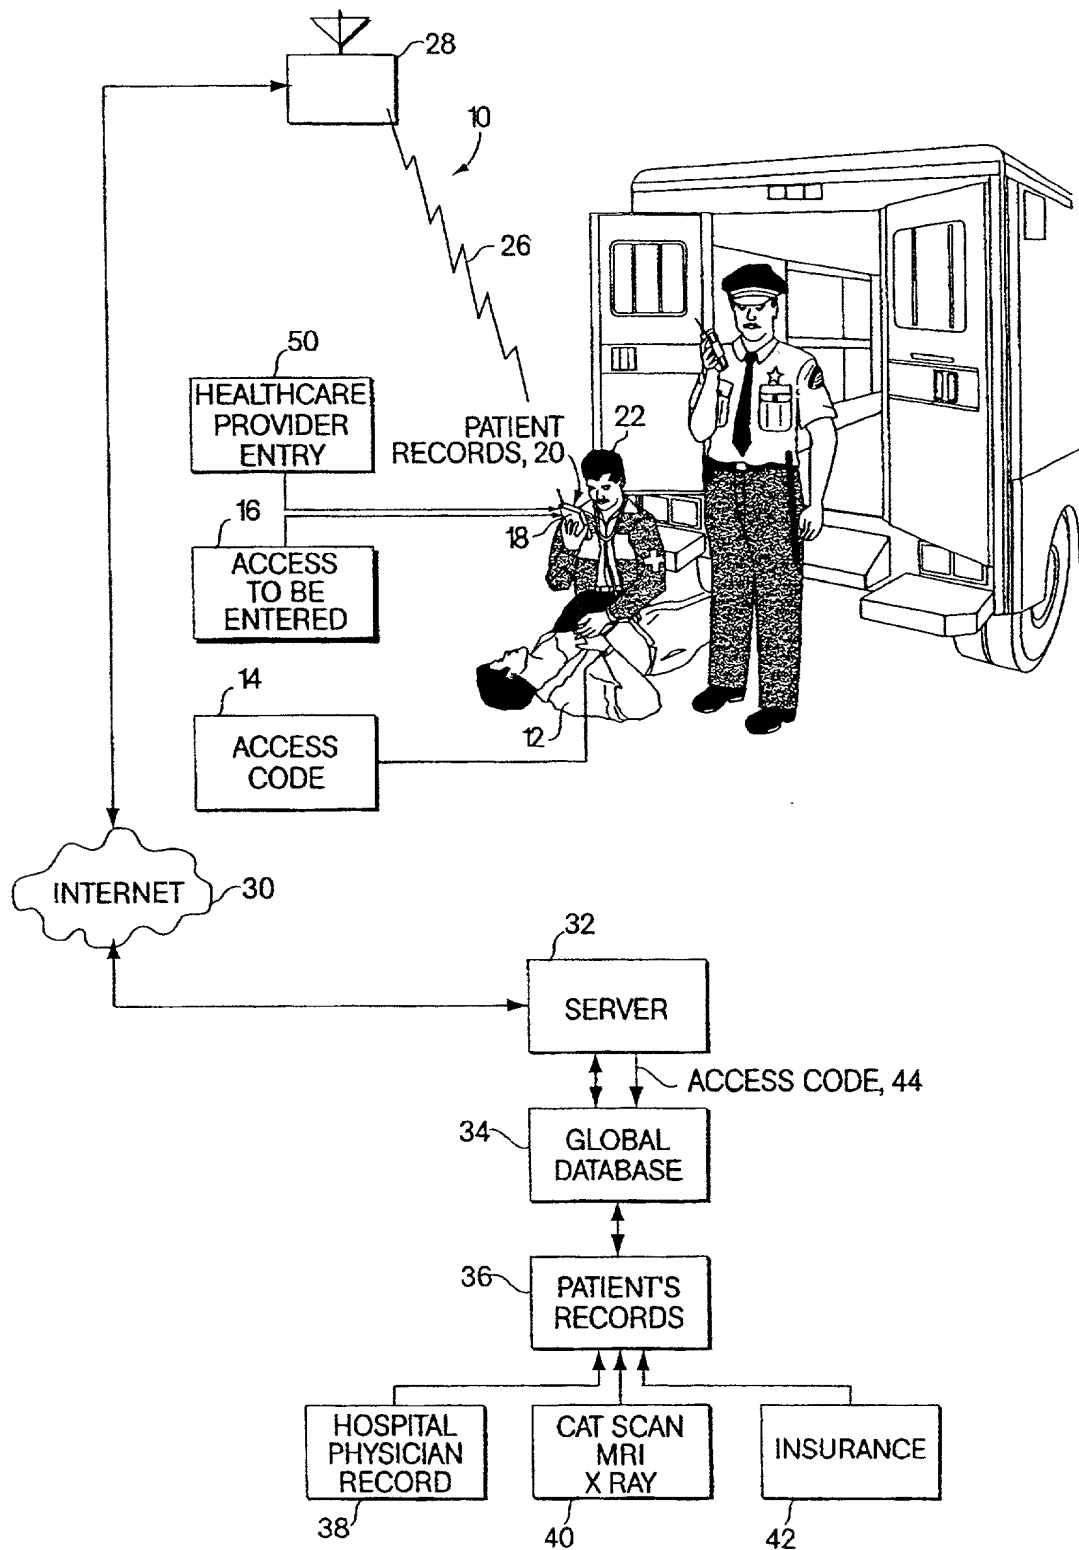 28
10
26
50
HEALTHCARE
PROVIDER
ENTRY
PATIENT
RECORDS, 20
22
16
18
ACCESS
TO BE
ENTERED
14
12
ACCESS
CODE
INTERNET
30
32
SERVER
ACCESS CODE, 44
34
GLOBAL
DATABASE
36
PATIENT'S
RECORDS
HOSPITAL
PHYSICIAN
RECORD
38
CAT SCAN
MRI
X RAY
40
INSURANCE
42